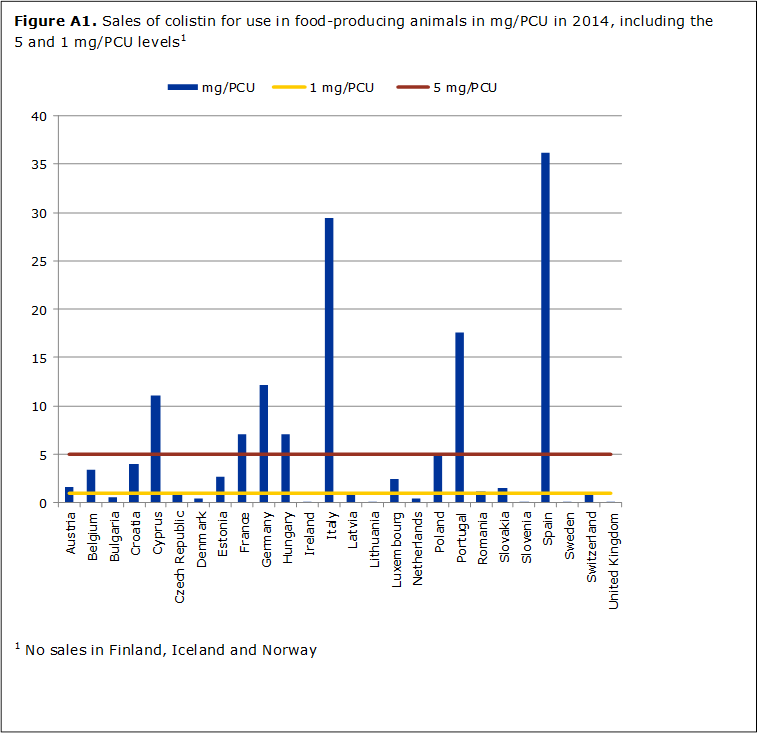 Figure A1. Sales of colistin for use in food-producing animals in mg/PCU in 2014, including the
5 and 1 mg/PCU levels1
mg/PCU
1 mg/PCU
5 mg/PCU
40
35
30
25
20
15
10
5
0
Austria
Belgium
Bulgaria
Croatia
Cyprus
Czech Republic
Denmark
Estonia
France
Germany
Hungary
Ireland
Italy
Latvia
Lithuania
Luxembourg
Netherlands
Poland
Portugal
Romania
Slovakia
Slovenia
Spain
Sweden
Switzerland
United Kingdom
1 No sales in Finland, Iceland and Norway